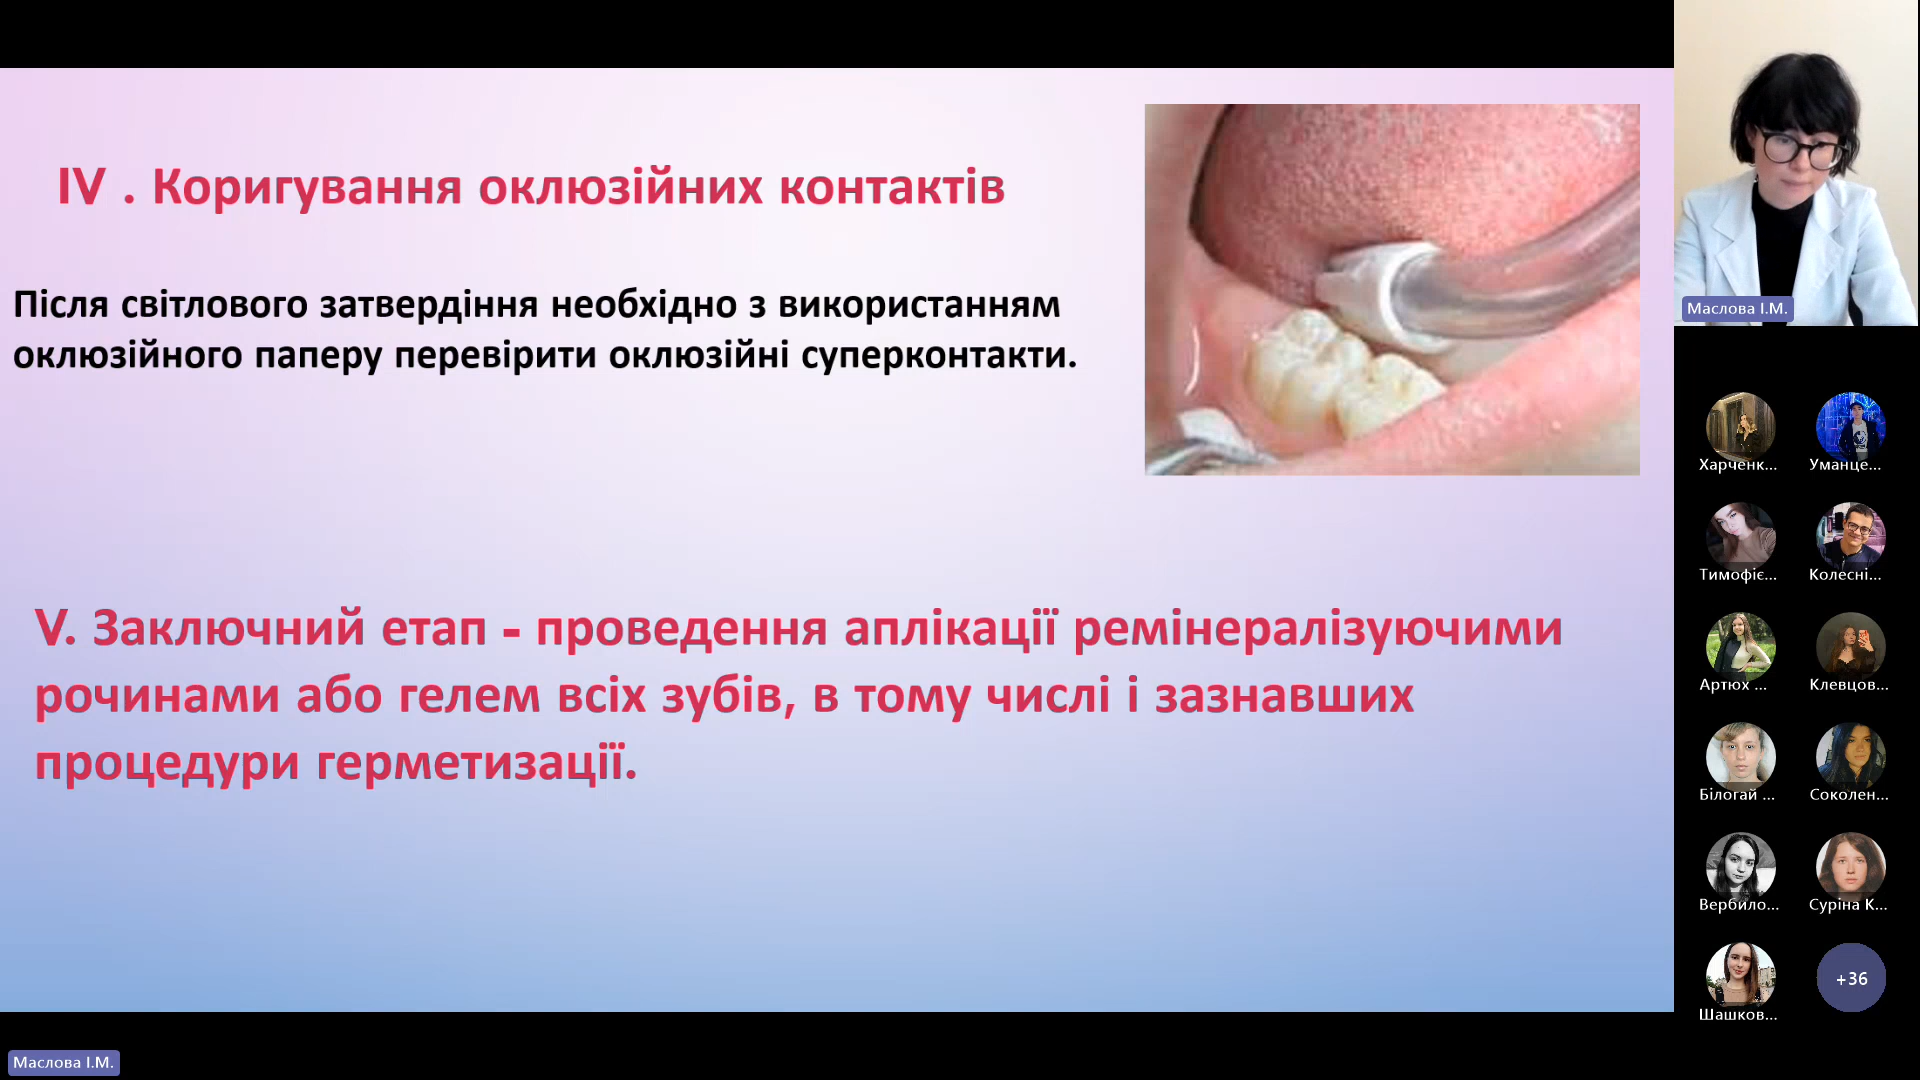 IV . Коригування оклюзійних контактів
Після світлового затвердіння необхідно з використанням
оклюзійного паперу перевірити оклюзійні суперконтакти.
V. Заключний етап - проведення аплікації ремінералізуючими
рочинами або гелем всіх зубів, в тому числі і зазнавших
процедури герметизації.
Маслова І.М.
Харченк...
Уманце...
Тимофіє...
Колесні...
Артюх ...
Клевцов...
Білогай ...
Соколен...
Вербило...
Суріна К...
Шашков...
+36
Маслова І.М.